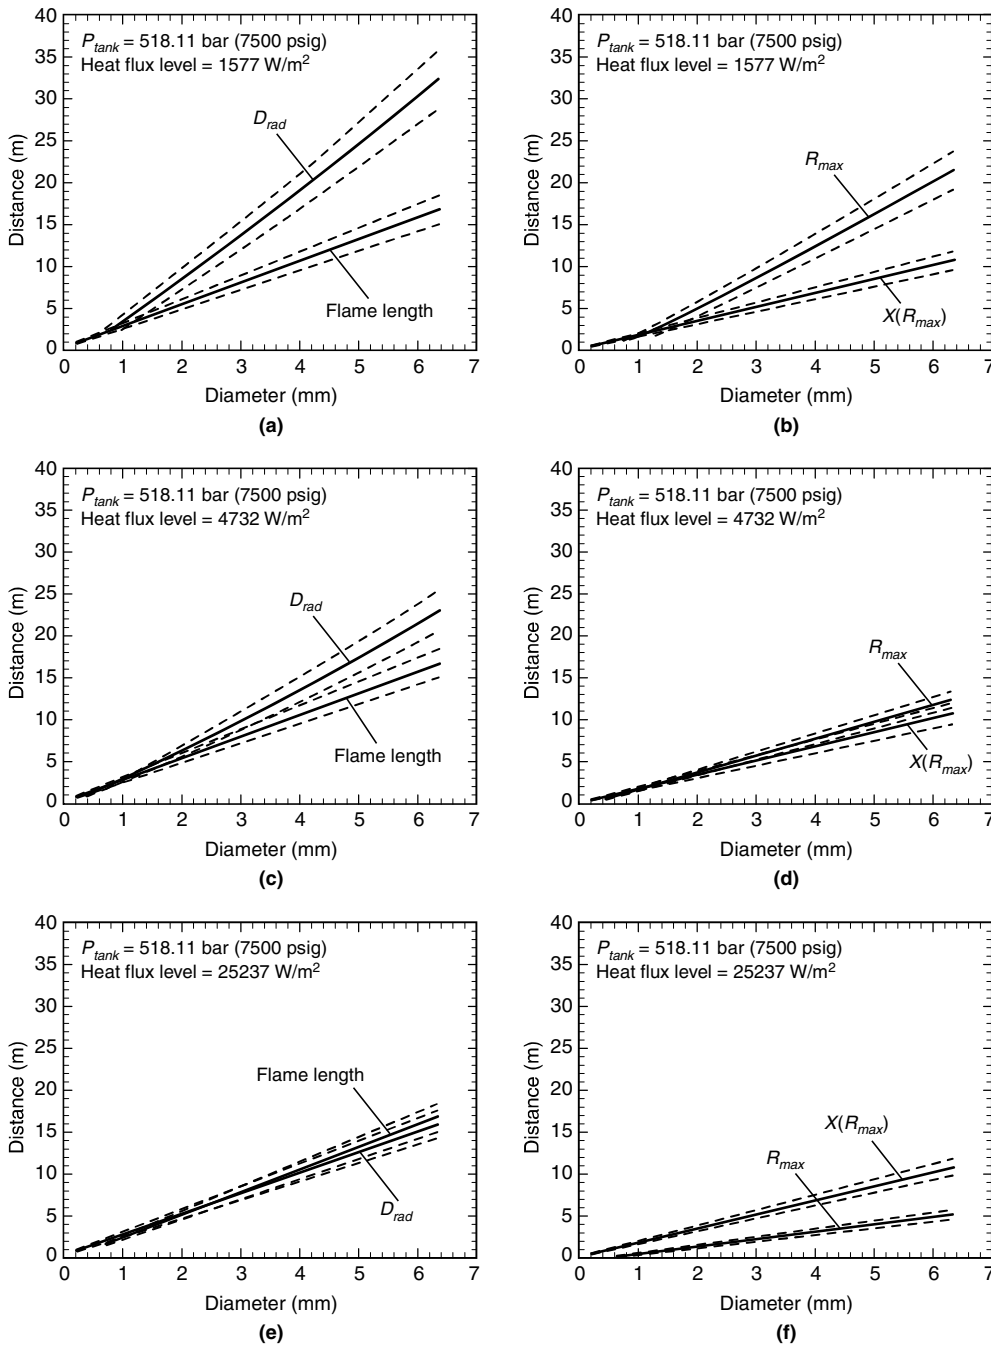 40
35
30
25
20
15
10
5
0
Distance (m)
P_tank = 518.11 bar (7500 psig)
Heat flux level = 1577 W/m²
D_rad
Flame length
0 1 2 3 4 5 6 7
Diameter (mm)
(a)
40
35
30
25
20
15
10
5
0
Distance (m)
P_tank = 518.11 bar (7500 psig)
Heat flux level = 1577 W/m²
R_max
X(R_max)
0 1 2 3 4 5 6 7
Diameter (mm)
(b)
40
35
30
25
20
15
10
5
0
Distance (m)
P_tank = 518.11 bar (7500 psig)
Heat flux level = 4732 W/m²
D_rad
Flame length
0 1 2 3 4 5 6 7
Diameter (mm)
(c)
40
35
30
25
20
15
10
5
0
Distance (m)
P_tank = 518.11 bar (7500 psig)
Heat flux level = 4732 W/m²
R_max
X(R_max)
0 1 2 3 4 5 6 7
Diameter (mm)
(d)
40
35
30
25
20
15
10
5
0
Distance (m)
P_tank = 518.11 bar (7500 psig)
Heat flux level = 25237 W/m²
Flame length
D_rad
0 1 2 3 4 5 6 7
Diameter (mm)
(e)
40
35
30
25
20
15
10
5
0
Distance (m)
P_tank = 518.11 bar (7500 psig)
Heat flux level = 25237 W/m²
X(R_max)
R_max
0 1 2 3 4 5 6 7
Diameter (mm)
(f)